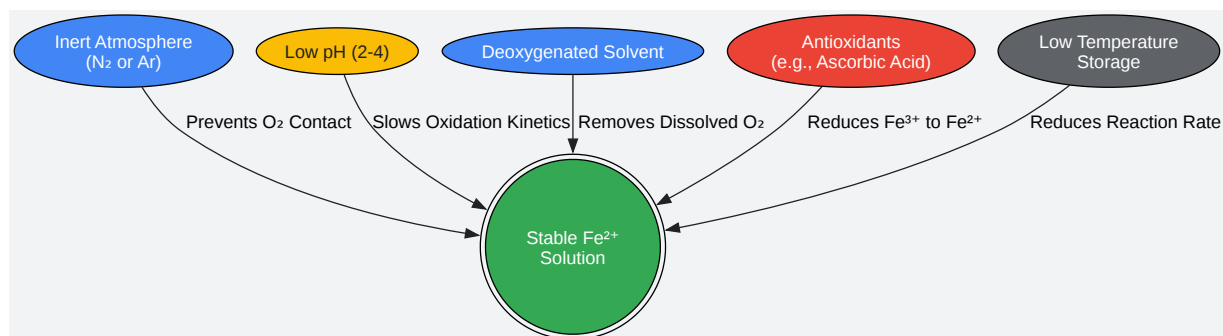 Inert Atmosphere
(N₂ or Ar)
Low pH (2-4)
Deoxygenated Solvent
Antioxidants
(e.g., Ascorbic Acid)
Low Temperature
Storage
Prevents O₂ Contact
Slows Oxidation Kinetics
Removes Dissolved O₂
Reduces Fe³⁺ to Fe²⁺
Reduces Reaction Rate
Stable Fe²⁺
Solution